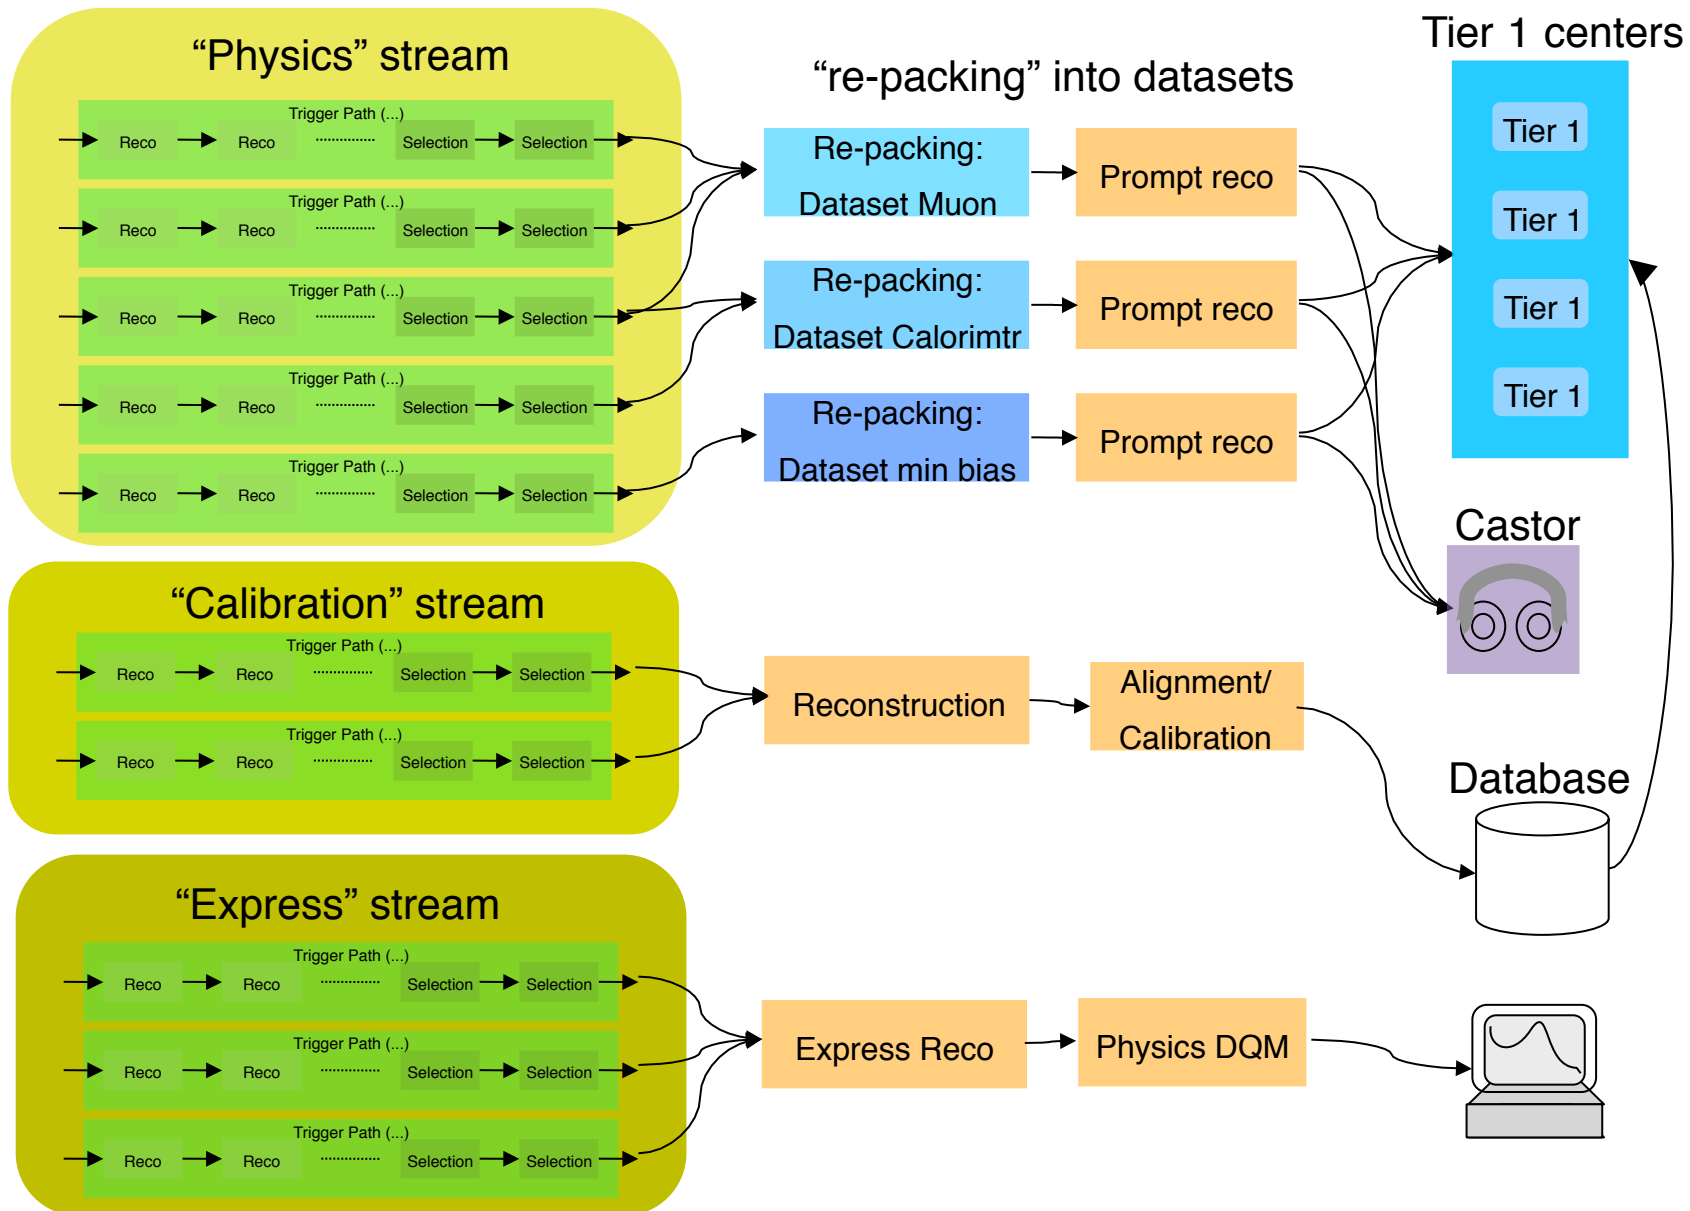 “Physics” stream
Trigger Path (...)
Reco Reco Selection Selection
Trigger Path (...)
Reco Reco Selection Selection
Trigger Path (...)
Reco Reco Selection Selection
Trigger Path (...)
Reco Reco Selection Selection
Trigger Path (...)
Reco Reco Selection Selection
“re-packing” into datasets
Re-packing:
Dataset Muon
Prompt reco
Re-packing:
Dataset Calorimtr
Prompt reco
Re-packing:
Dataset min bias
Prompt reco
Tier 1 centers
Tier 1
Tier 1
Tier 1
Tier 1
Castor
“Calibration” stream
Trigger Path (...)
Reco Reco Selection Selection
Trigger Path (...)
Reco Reco Selection Selection
Reconstruction
Alignment/
Calibration
Database
“Express” stream
Trigger Path (...)
Reco Reco Selection Selection
Trigger Path (...)
Reco Reco Selection Selection
Trigger Path (...)
Reco Reco Selection Selection
Express Reco
Physics DQM